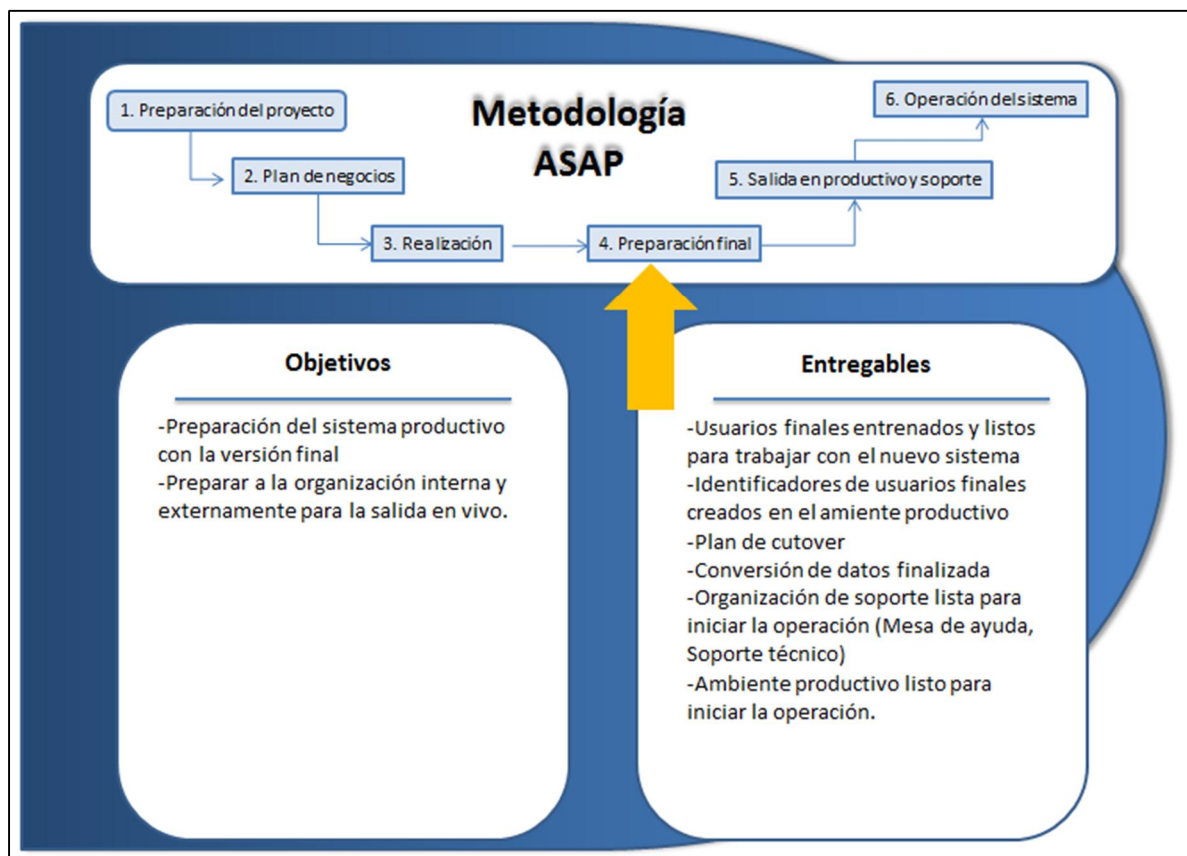 Metodología
ASAP
1. Preparación del proyecto
2. Plan de negocios
3. Realización
4. Preparación final
5. Salida en productivo y soporte
6. Operación del sistema
Objetivos
-Preparación del sistema productivo
con la versión final
-Preparar a la organización interna y
externamente para la salida en vivo.
Entregables
-Usuarios finales entrenados y listos
para trabajar con el nuevo sistema
-Identificadores de usuarios finales
creados en el amiente productivo
-Plan de cutover
-Conversión de datos finalizada
-Organización de soporte lista para
iniciar la operación (Mesa de ayuda,
Soporte técnico)
-Ambiente productivo listo para
iniciar la operación.